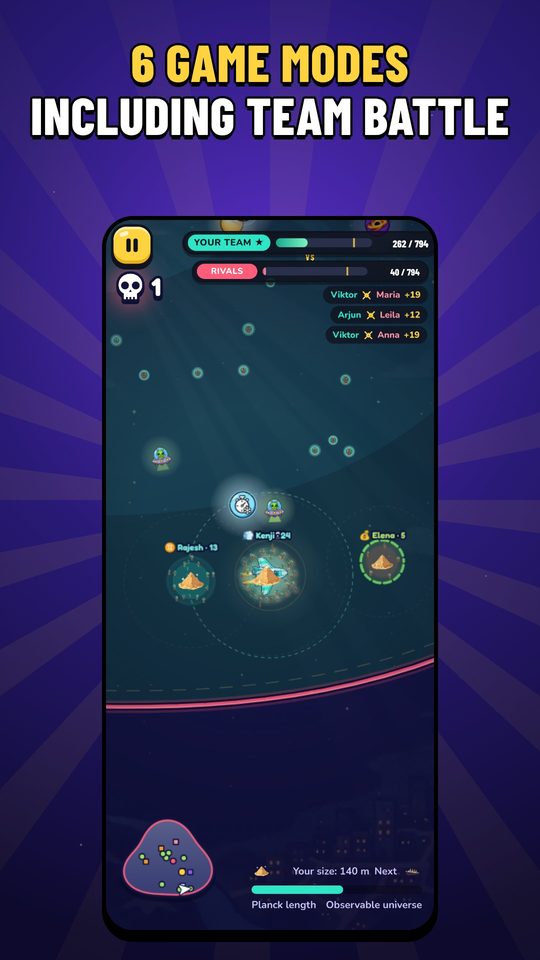 6 GAME MODES
INCLUDING TEAM BATTLE
YOUR TEAM ★ 262 / 794
VS
RIVALS 40 / 794
1
Viktor Maria +19
Arjun Leila +12
Viktor Anna +19
Rajesh · 13
Kenji · 24
Elena · 5
Your size: 140 m Next
Planck length Observable universe